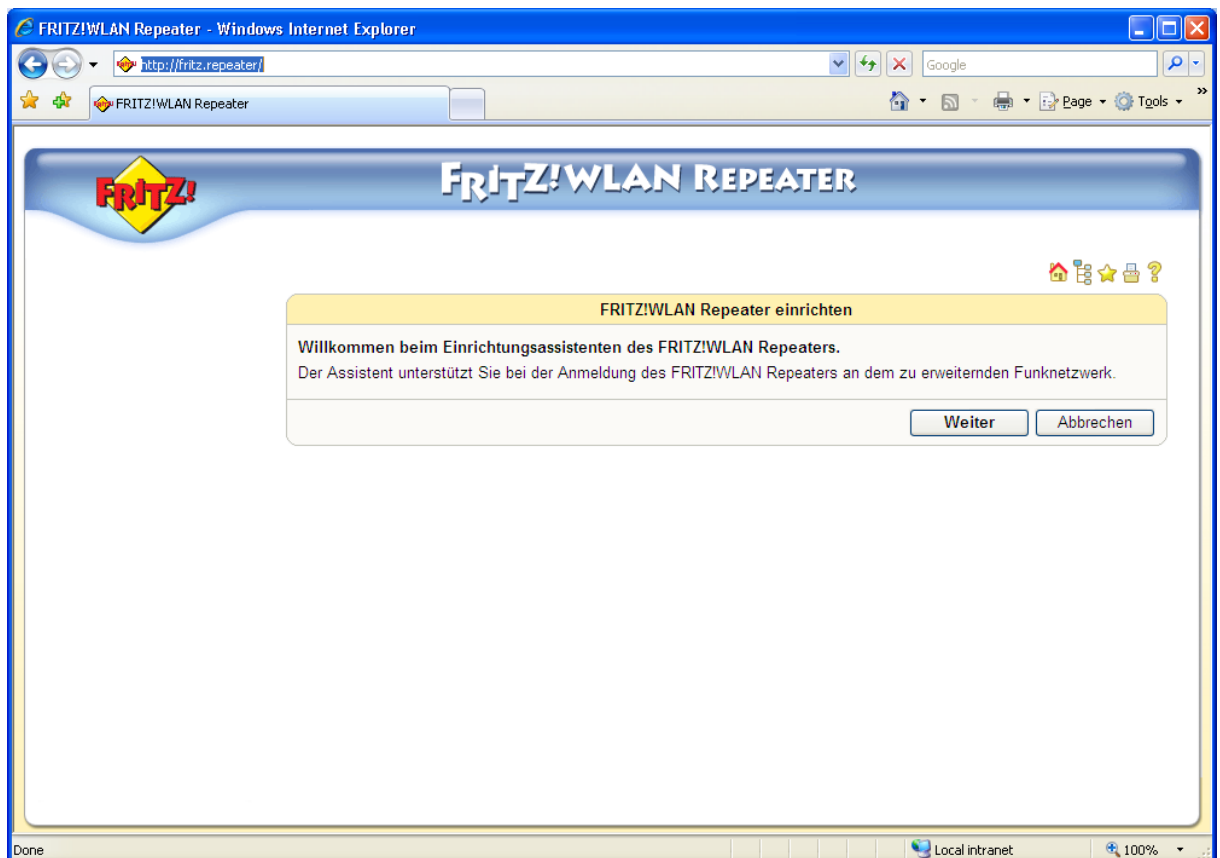 FRITZ!WLAN Repeater - Windows Internet Explorer
http://fritz.repeater/
Google
FRITZ!WLAN Repeater
Page
Tools
FRITZ!
FRITZ!WLAN REPEATER
FRITZ!WLAN Repeater einrichten
Willkommen beim Einrichtungsassistenten des FRITZ!WLAN Repeaters.
Der Assistent unterstützt Sie bei der Anmeldung des FRITZ!WLAN Repeaters an dem zu erweiternden Funknetzwerk.
Weiter
Abbrechen
Done
Local intranet
100%